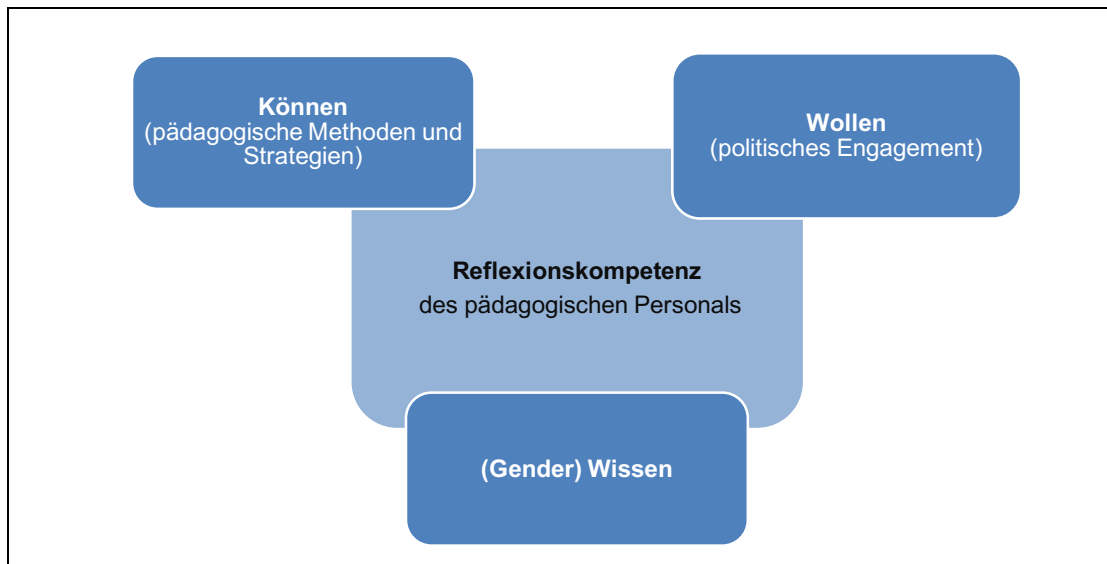 Können
(pädagogische Methoden und
Strategien)
Wollen
(politisches Engagement)
Reflexionskompetenz
des pädagogischen Personals
(Gender) Wissen